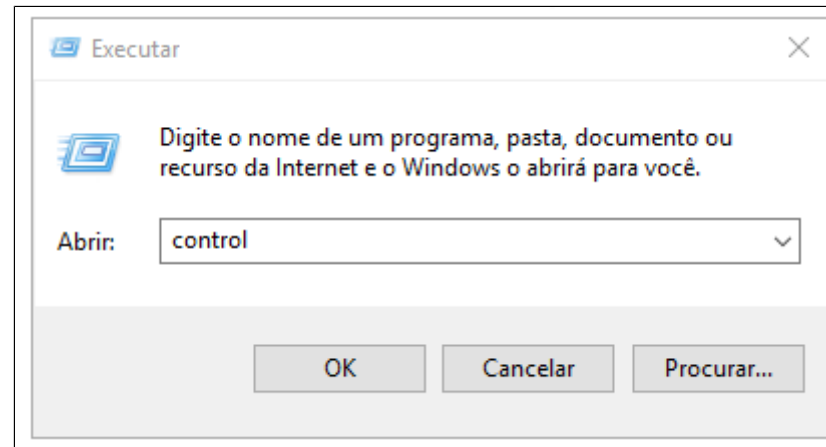 Executar
Digite o nome de um programa, pasta, documento ou
recurso da Internet e o Windows o abrirá para você.
Abrir: control
OK Cancelar Procurar...